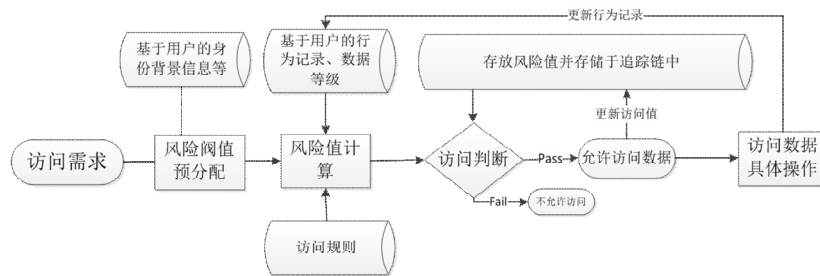 更新行为记录
基于用户的身
份背景信息等
基于用户的行
为记录、数据
等级
存放风险值并存储于追踪链中
更新访问值
访问需求
风险阀值
预分配
风险值计
算
访问判断
Pass
允许访问数据
访问数据
具体操作
Fail
不允许访问
访问规则